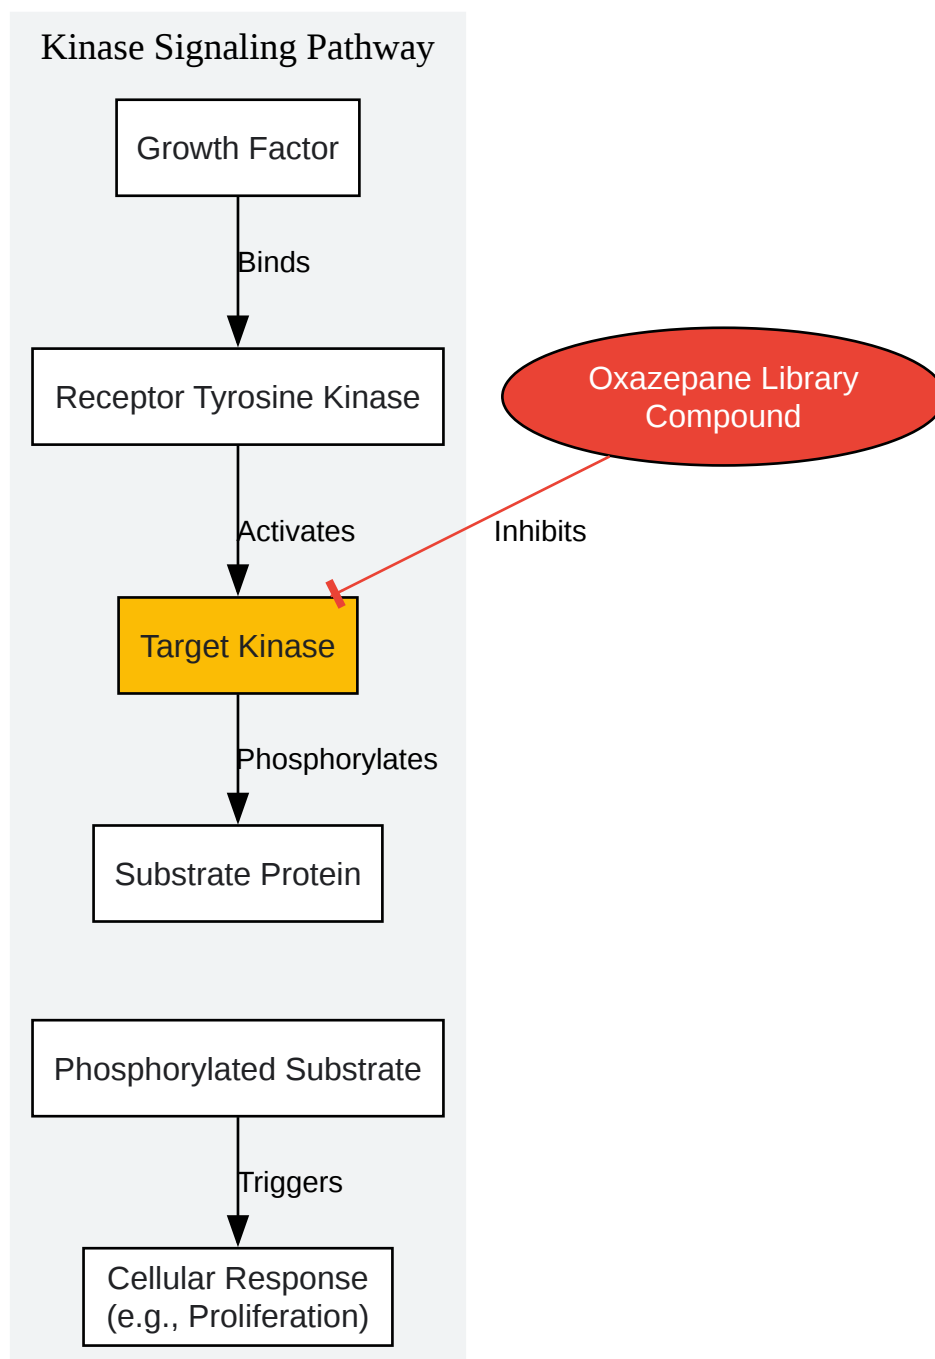 Kinase Signaling Pathway
Growth Factor
Binds
Receptor Tyrosine Kinase
Oxazepane Library
Compound
Activates
Inhibits
Target Kinase
Phosphorylates
Substrate Protein
Phosphorylated Substrate
Triggers
Cellular Response
(e.g., Proliferation)